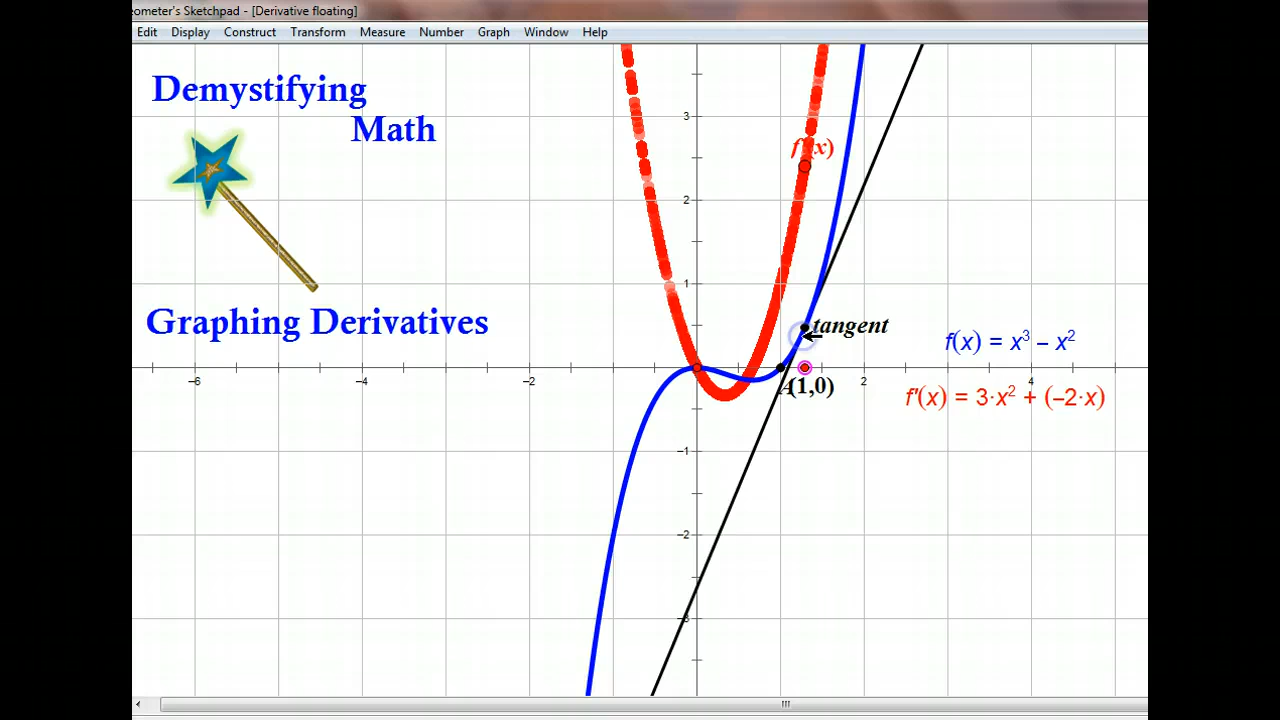 eometer's Sketchpad - [Derivative floating]
Edit Display Construct Transform Measure Number Graph Window Help
Demystifying
Math
Graphing Derivatives
3
f'(x)
2
1
tangent
f(x) = x³ − x²
−6 −4 −2 2 4
A(1,0)
f'(x) = 3·x² + (−2·x)
−1
−2
−3